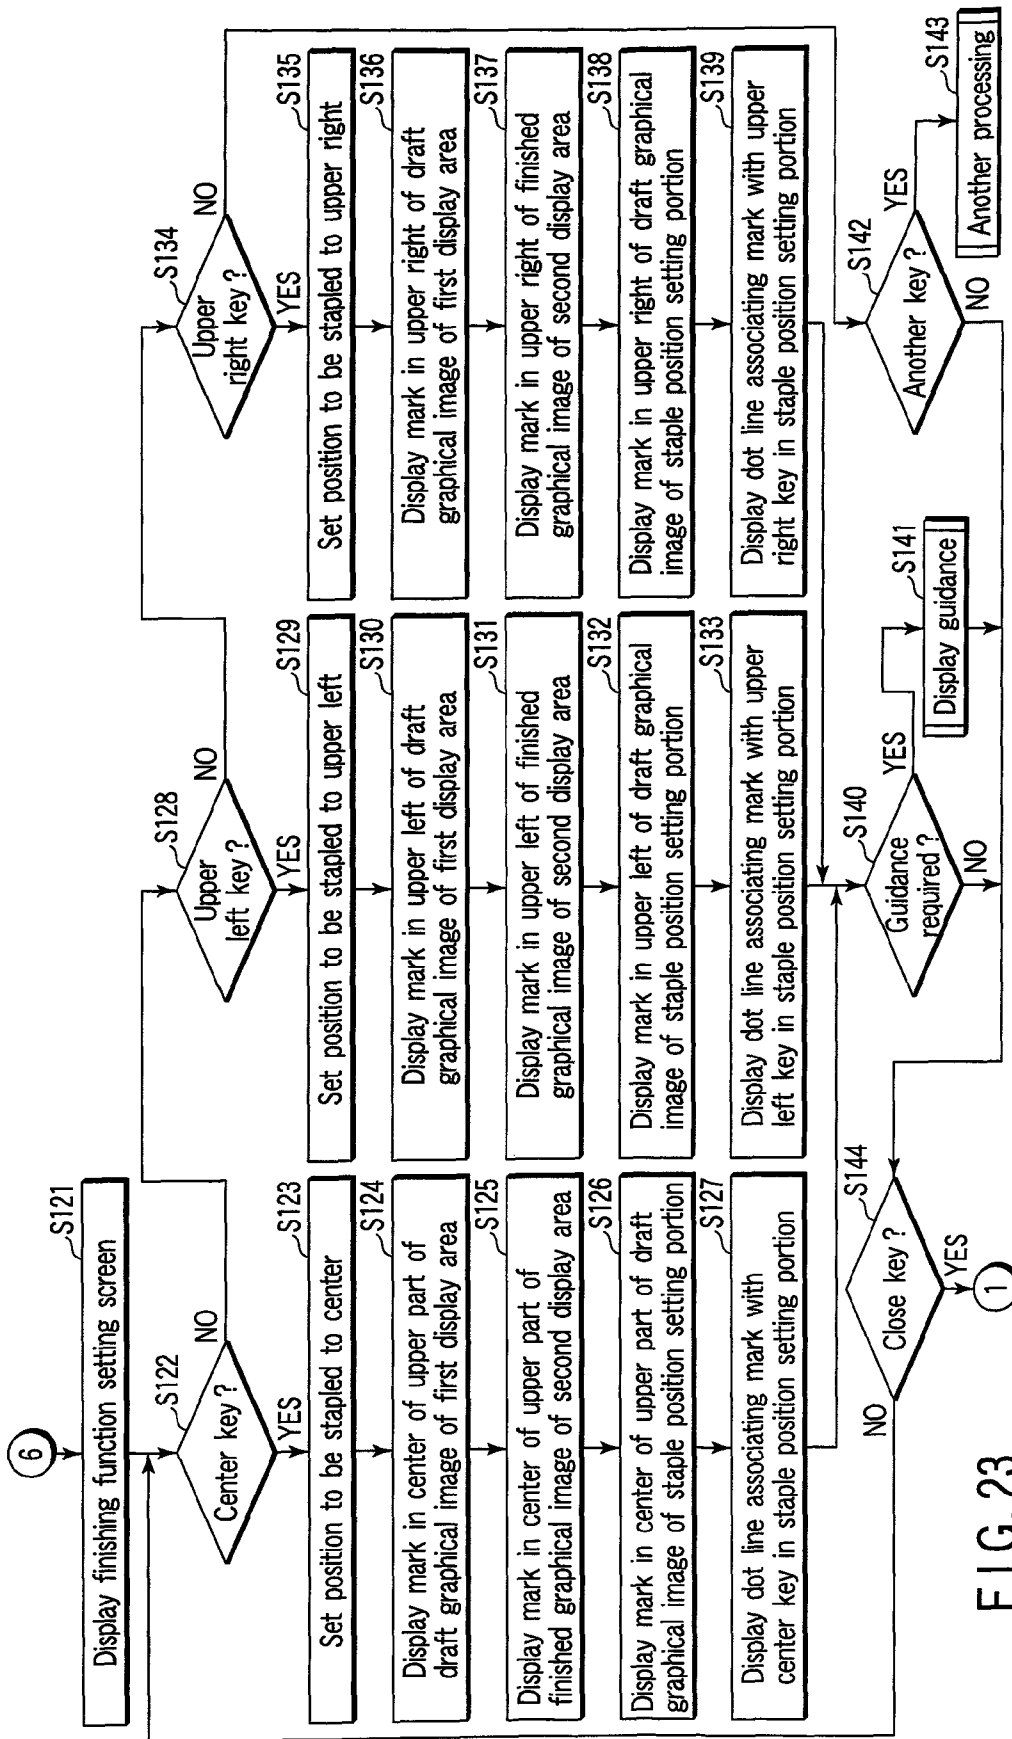 6
S121
Display finishing function setting screen
S122
Center key ?
NO
YES
S123
Set position to be stapled to center
S124
Display mark in center of upper part of
draft graphical image of first display area
S125
Display mark in center of upper part of
finished graphical image of second display area
S126
Display mark in center of upper part of draft
graphical image of staple position setting portion
S127
Display dot line associating mark with
center key in staple position setting portion
S128
Upper
left key ?
NO
YES
S129
Set position to be stapled to upper left
S130
Display mark in upper left of draft
graphical image of first display area
S131
Display mark in upper left of finished
graphical image of second display area
S132
Display mark in upper left of draft graphical
image of staple position setting portion
S133
Display dot line associating mark with upper
left key in staple position setting portion
S134
Upper
right key ?
NO
YES
S135
Set position to be stapled to upper right
S136
Display mark in upper right of draft
graphical image of first display area
S137
Display mark in upper right of finished
graphical image of second display area
S138
Display mark in upper right of draft graphical
image of staple position setting portion
S139
Display dot line associating mark with upper
right key in staple position setting portion
S140
Guidance
required ?
YES
NO
S141
Display guidance
S142
Another key ?
YES
NO
S143
Another processing
S144
Close key ?
NO
YES
1
FIG. 23